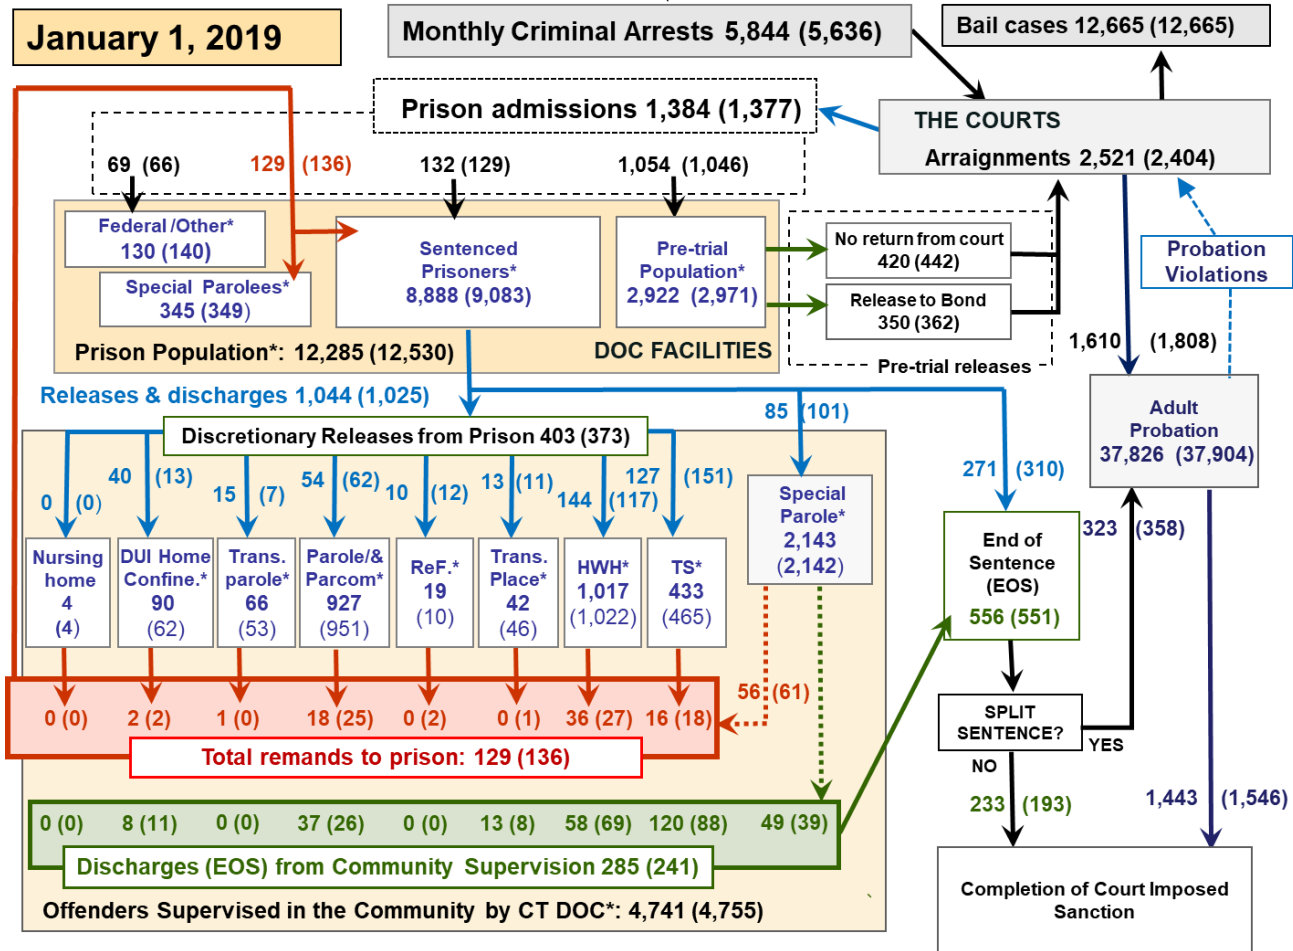 January 1, 2019
Monthly Criminal Arrests 5,844 (5,636)
Bail cases 12,665 (12,665)
Prison admissions 1,384 (1,377)
THE COURTS
Arraignments 2,521 (2,404)
69 (66)
129 (136)
132 (129)
1,054 (1,046)
Federal /Other*
130 (140)
Special Parolees*
345 (349)
Sentenced
Prisoners*
8,888 (9,083)
Pre-trial
Population*
2,922 (2,971)
No return from court
420 (442)
Release to Bond
350 (362)
Pre-trial releases
Probation
Violations
Prison Population*: 12,285 (12,530)
DOC FACILITIES
1,610 (1,808)
Releases & discharges 1,044 (1,025)
85 (101)
Adult
Probation
37,826 (37,904)
Discretionary Releases from Prison 403 (373)
271 (310)
0 (0)
40 (13)
15 (7)
54 (62)
10 (12)
13 (11)
144 (117)
127 (151)
Nursing
home
4
(4)
DUI Home
Confine.*
90
(62)
Trans.
parole*
66
(53)
Parole/&
Parcom*
927
(951)
ReF.*
19
(10)
Trans.
Place*
42
(46)
HWH*
1,017
(1,022)
TS*
433
(465)
Special
Parole*
2,143
(2,142)
End of
Sentence
(EOS)
556 (551)
323 (358)
56 (61)
0 (0) 2 (2) 1 (0) 18 (25) 0 (2) 0 (1) 36 (27) 16 (18)
Total remands to prison: 129 (136)
SPLIT
SENTENCE?
YES
NO
233 (193)
1,443 (1,546)
0 (0) 8 (11) 0 (0) 37 (26) 0 (0) 13 (8) 58 (69) 120 (88) 49 (39)
Discharges (EOS) from Community Supervision 285 (241)
Offenders Supervised in the Community by CT DOC*: 4,741 (4,755)
Completion of Court Imposed
Sanction